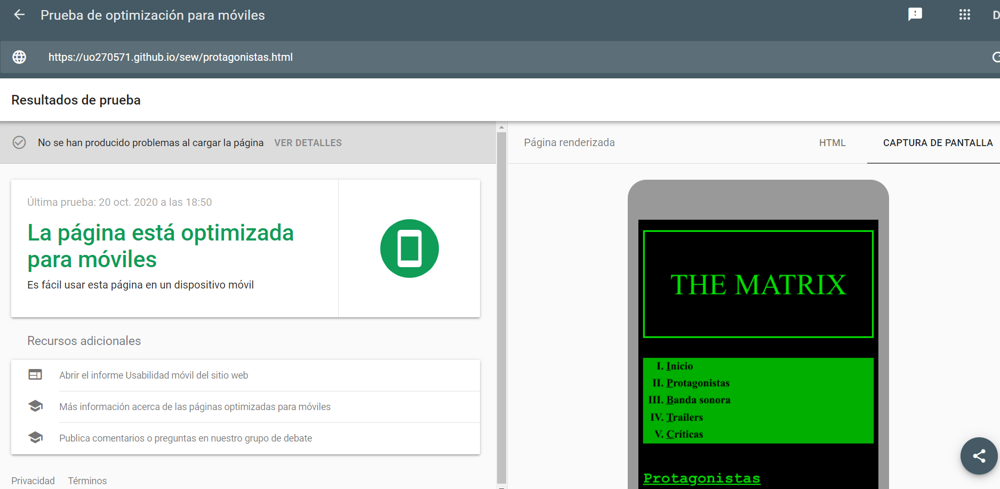 Prueba de optimización para móviles
D
https://uo270571.github.io/sew/protagonistas.html
Resultados de prueba
No se han producido problemas al cargar la página VER DETALLES
Página renderizada HTML CAPTURA DE PANTALLA
Última prueba: 20 oct. 2020 a las 18:50
La página está optimizada
para móviles
Es fácil usar esta página en un dispositivo móvil
Recursos adicionales
Abrir el informe Usabilidad móvil del sitio web
Más información acerca de las páginas optimizadas para móviles
Publica comentarios o preguntas en nuestro grupo de debate
Privacidad Términos
THE MATRIX
I. Inicio
II. Protagonistas
III. Banda sonora
IV. Trailers
V. Críticas
Protagonistas